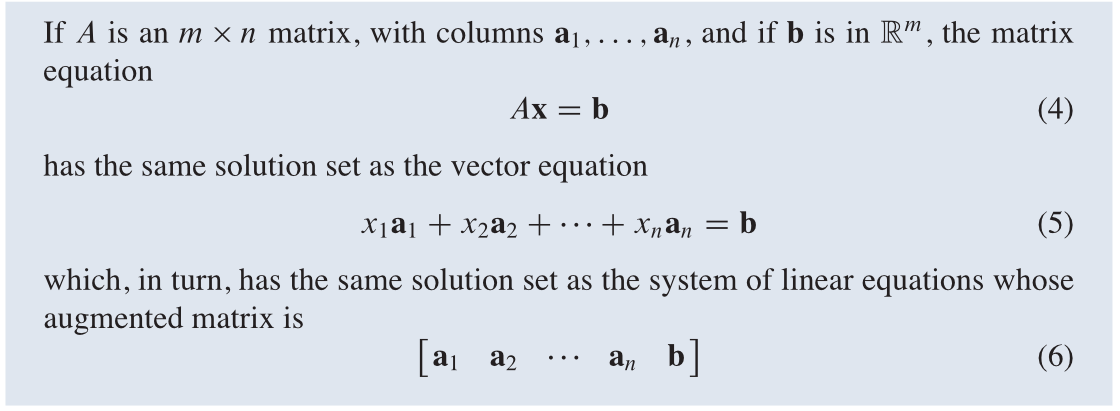 If A is an m × n matrix, with columns a₁, . . . , aₙ, and if b is in ℝᵐ, the matrix
equation
Ax = b (4)
has the same solution set as the vector equation
x₁a₁ + x₂a₂ + ⋯ + xₙaₙ = b (5)
which, in turn, has the same solution set as the system of linear equations whose
augmented matrix is
[a₁ a₂ ⋯ aₙ b] (6)